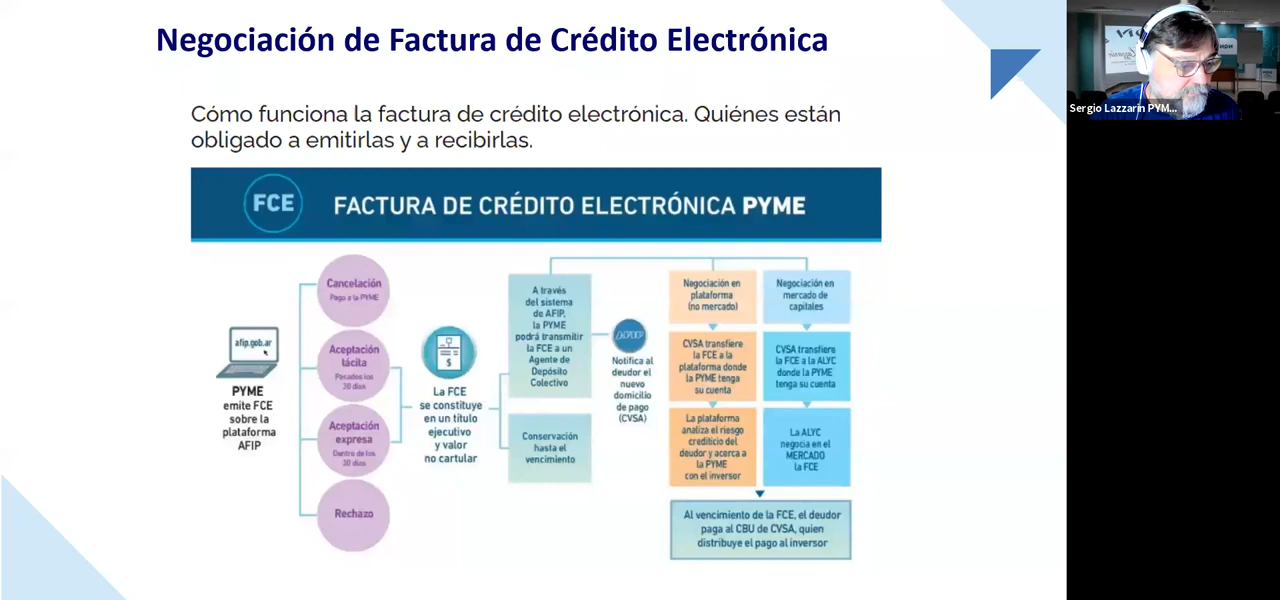 Negociación de Factura de Crédito Electrónica
Cómo funciona la factura de crédito electrónica. Quiénes están
obligado a emitirlas y a recibirlas.
FCE
FACTURA DE CRÉDITO ELECTRÓNICA PYME
afip.gob.ar
PYME
emite FCE
sobre la
plataforma
AFIP
Cancelación
Pago a la PYME
Aceptación
tácita
Pasados los
30 días
Aceptación
expresa
Dentro de los
30 días
Rechazo
$
La FCE
se constituye
en un título
ejecutivo
y valor
no cartular
A través
del sistema
de AFIP,
la PYME
podrá transmitir
la FCE a un
Agente de
Depósito
Colectivo
Conservación
hasta el
vencimiento
Notifica al
deudor el
nuevo
domicilio
de pago
(CVSA)
Negociación en
plataforma
(no mercado)
CVSA transfiere
la FCE a la
plataforma donde
la PYME tenga
su cuenta
La plataforma
analiza el riesgo
crediticio del
deudor y acerca a
la PYME
con el inversor
Negociación en
mercado de
capitales
CVSA transfiere
la FCE a la ALYC
donde la PYME
tenga su cuenta
La ALYC
negocia en el
MERCADO
la FCE
Al vencimiento de la FCE, el deudor
paga al CBU de CVSA, quien
distribuye el pago al inversor
Sergio Lazzarin PYM...